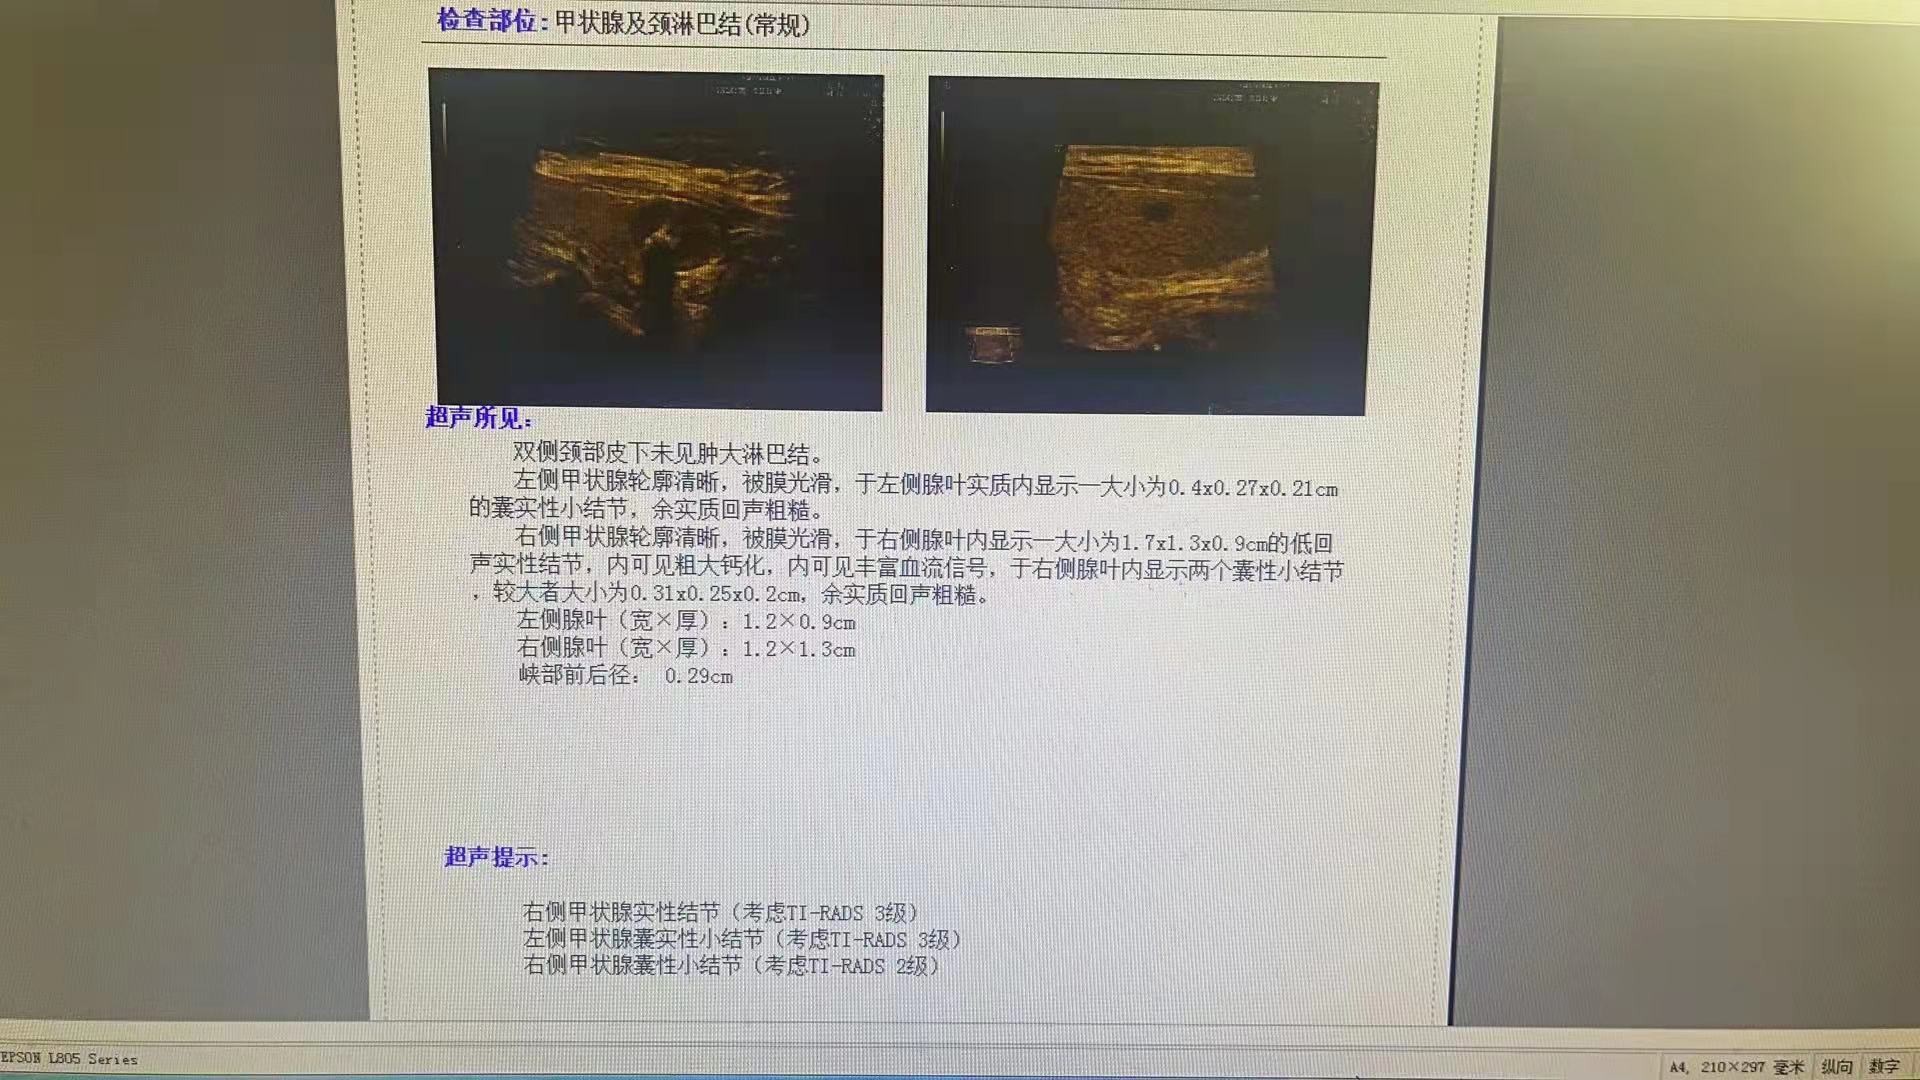 检查部位:甲状腺及颈淋巴结(常规)
超声所见:
双侧颈部皮下未见肿大淋巴结。
左侧甲状腺轮廓清晰，被膜光滑，于左侧腺叶实质内显示一大小为0.4x0.27x0.21cm
的囊实性小结节，余实质回声粗糙。
右侧甲状腺轮廓清晰，被膜光滑，于右侧腺叶内显示一大小为1.7x1.3x0.9cm的低回
声实性结节，内可见粗大钙化，内可见丰富血流信号，于右侧腺叶内显示两个囊性小结节
，较大者大小为0.31x0.25x0.2cm，余实质回声粗糙。
左侧腺叶（宽×厚）: 1.2×0.9cm
右侧腺叶（宽×厚）: 1.2×1.3cm
峡部前后径: 0.29cm
超声提示:
右侧甲状腺实性结节（考虑TI-RADS 3级）
左侧甲状腺囊实性小结节（考虑TI-RADS 3级）
右侧甲状腺囊性小结节（考虑TI-RADS 2级）
EPSON L805 Series
A4, 210×297 毫米 纵向 数字